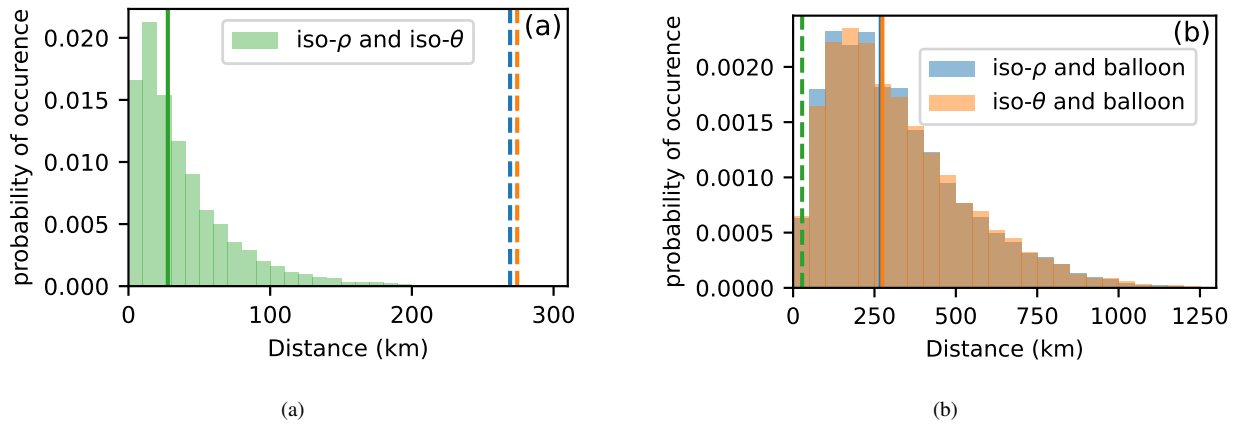 (a)
iso-ρ and iso-θ
probability of occurence
0.020
0.015
0.010
0.005
0.000
0 100 200 300
Distance (km)
(a)
(b)
iso-ρ and balloon
iso-θ and balloon
probability of occurence
0.0020
0.0015
0.0010
0.0005
0.0000
0 250 500 750 1000 1250
Distance (km)
(b)